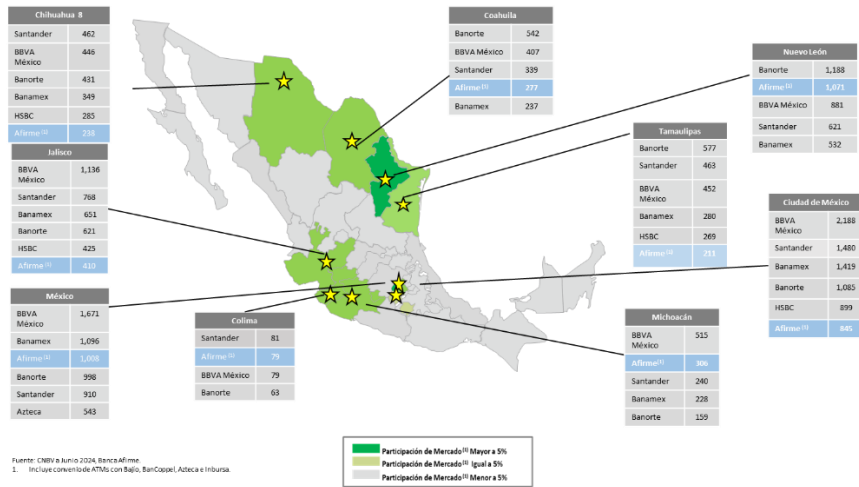 Chihuahua 8
Santander 462
BBVA México 446
Banorte 431
Banamex 349
HSBC 285
Afirme (1) 238
Coahuila
Banorte 542
BBVA México 407
Santander 339
Afirme (1) 277
Banamex 237
Nuevo León
Banorte 1,188
Afirme (1) 1,071
BBVA México 881
Santander 621
Banamex 532
Tamaulipas
Banorte 577
Santander 463
BBVA México 452
Banamex 280
HSBC 269
Afirme (1) 211
Jalisco
BBVA México 1,136
Santander 768
Banamex 651
Banorte 621
HSBC 425
Afirme (1) 410
Ciudad de México
BBVA México 2,188
Santander 1,480
Banamex 1,419
Banorte 1,085
HSBC 899
Afirme (1) 845
México
BBVA México 1,671
Banamex 1,096
Afirme (1) 1,008
Banorte 998
Santander 910
Azteca 543
Colima
Santander 81
Afirme (1) 79
BBVA México 79
Banorte 63
Michoacán
BBVA México 515
Afirme(1) 306
Santander 240
Banamex 228
Banorte 159
Participación de Mercado(1) Mayor a 5%
Participación de Mercado(1) Igual a 5%
Participación de Mercado(1) Menor a 5%
Fuente: CNBV a Junio 2024, Banca Afirme.
1. Incluye convenio de ATMs con Bajío, BanCoppel, Azteca e Inbursa.